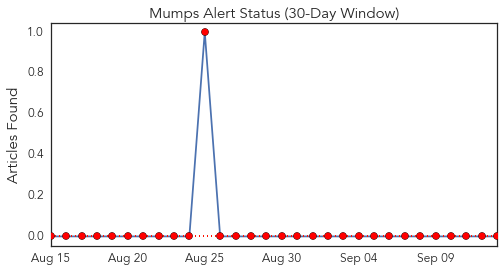 Mumps Alert Status (30-Day Window)
Articles Found
1.0
0.8
0.6
0.4
0.2
0.0
Aug 15 Aug 20 Aug 25 Aug 30 Sep 04 Sep 09